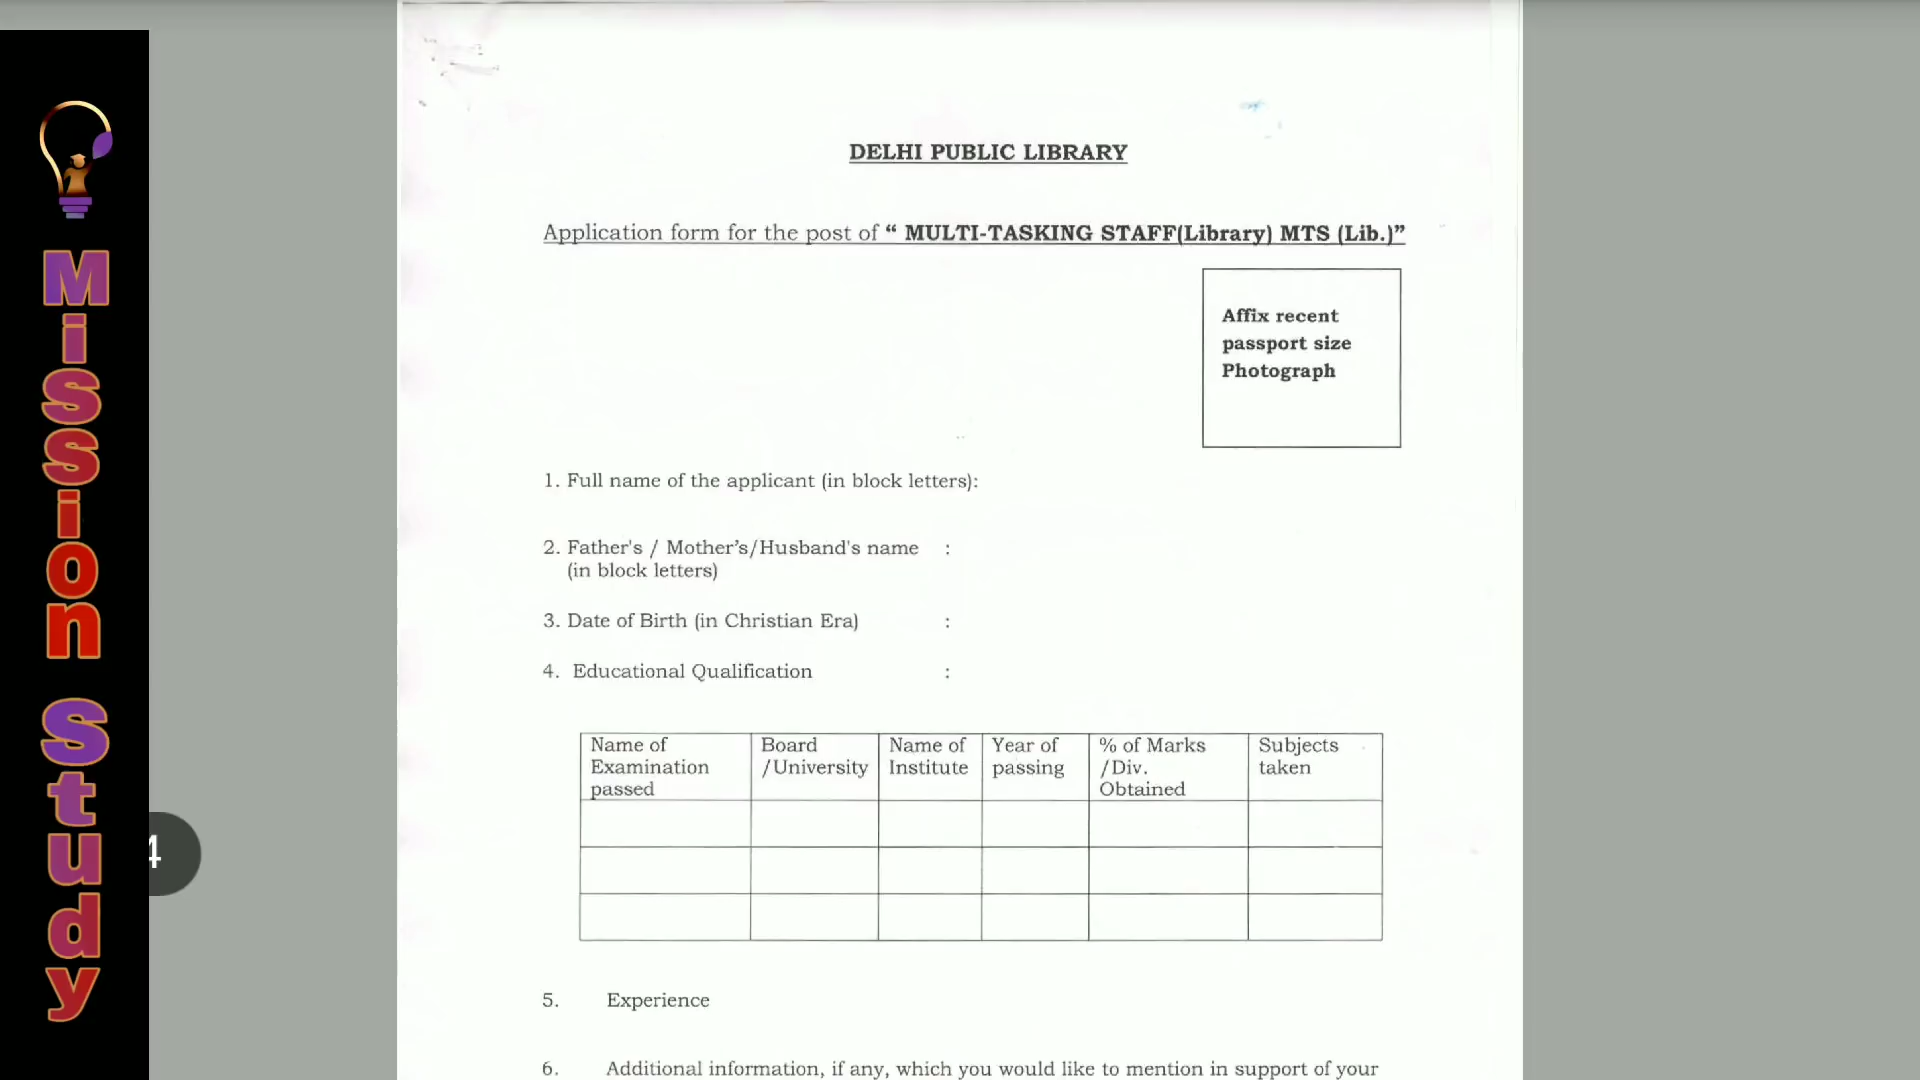 Mission Study
4
DELHI PUBLIC LIBRARY
Application form for the post of “ MULTI-TASKING STAFF(Library) MTS (Lib.)”
Affix recent
passport size
Photograph
1. Full name of the applicant (in block letters):
2. Father's / Mother’s/Husband's name :
(in block letters)
3. Date of Birth (in Christian Era) :
4. Educational Qualification :
Name of Examination passed Board /University Name of Institute Year of passing % of Marks /Div. Obtained Subjects taken
5. Experience
6. Additional information, if any, which you would like to mention in support of your